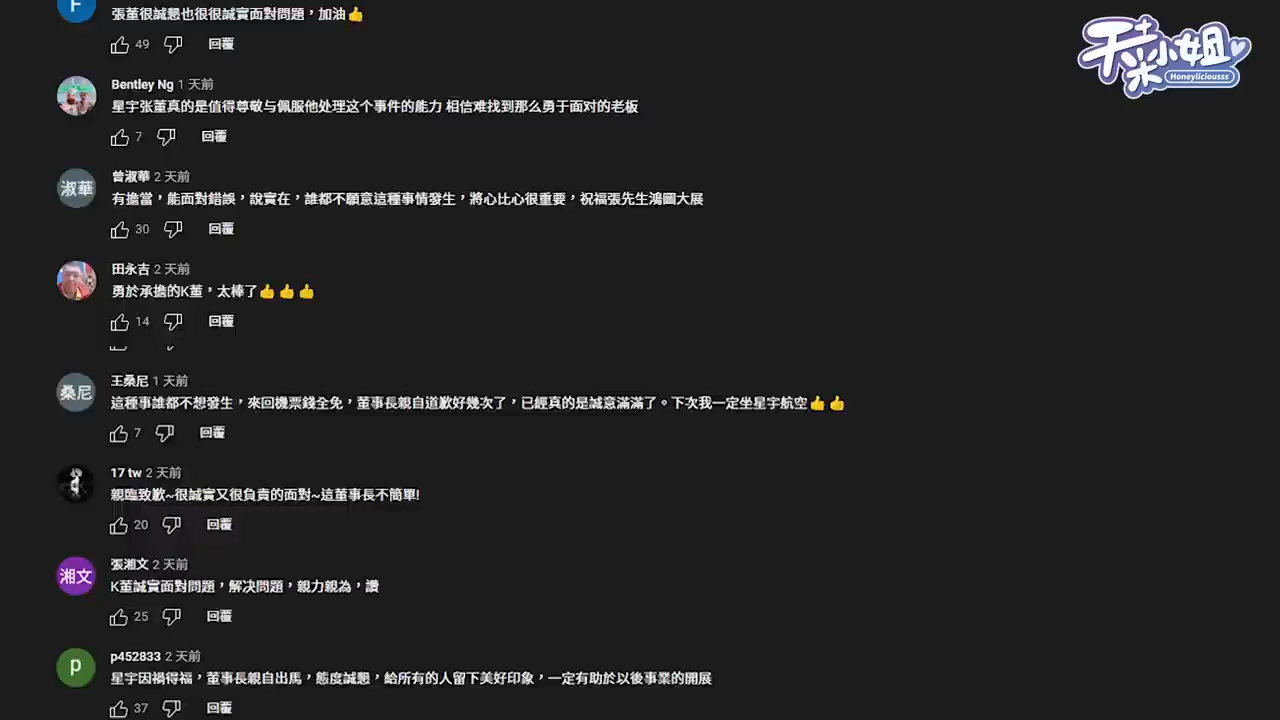 F
張董很誠懇也很很誠實面對問題，加油👍
49 回覆
干菜小姐
Honeyliciousss
Bentley Ng 1 天前
星宇张董真的是值得尊敬与佩服他处理这个事件的能力 相信难找到那么勇于面对的老板
7 回覆
淑華
曾淑華 2 天前
有擔當，能面對錯誤，說實在，誰都不願意這種事情發生，將心比心很重要，祝福張先生鴻圖大展
30 回覆
田永吉 2 天前
勇於承擔的K董，太棒了👍👍👍
14 回覆
桑尼
王桑尼 1 天前
這種事誰都不想發生，來回機票錢全免，董事長親自道歉好幾次了，已經真的是誠意滿滿了。下次我一定坐星宇航空👍👍
7 回覆
17 tw 2 天前
親臨致歉~很誠實又很負責的面對~這董事長不簡單!
20 回覆
湘文
張湘文 2 天前
K董誠實面對問題，解決問題，親力親為，讚
25 回覆
p
p452833 2 天前
星宇因禍得福，董事長親自出馬，態度誠懇，給所有的人留下美好印象，一定有助於以後事業的開展
37 回覆